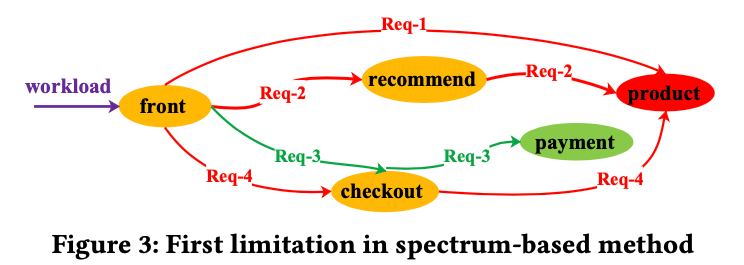 Req-1
workload
front
Req-2
recommend
Req-2
product
Req-3
Req-3
payment
Req-4
checkout
Req-4
Figure 3: First limitation in spectrum-based method